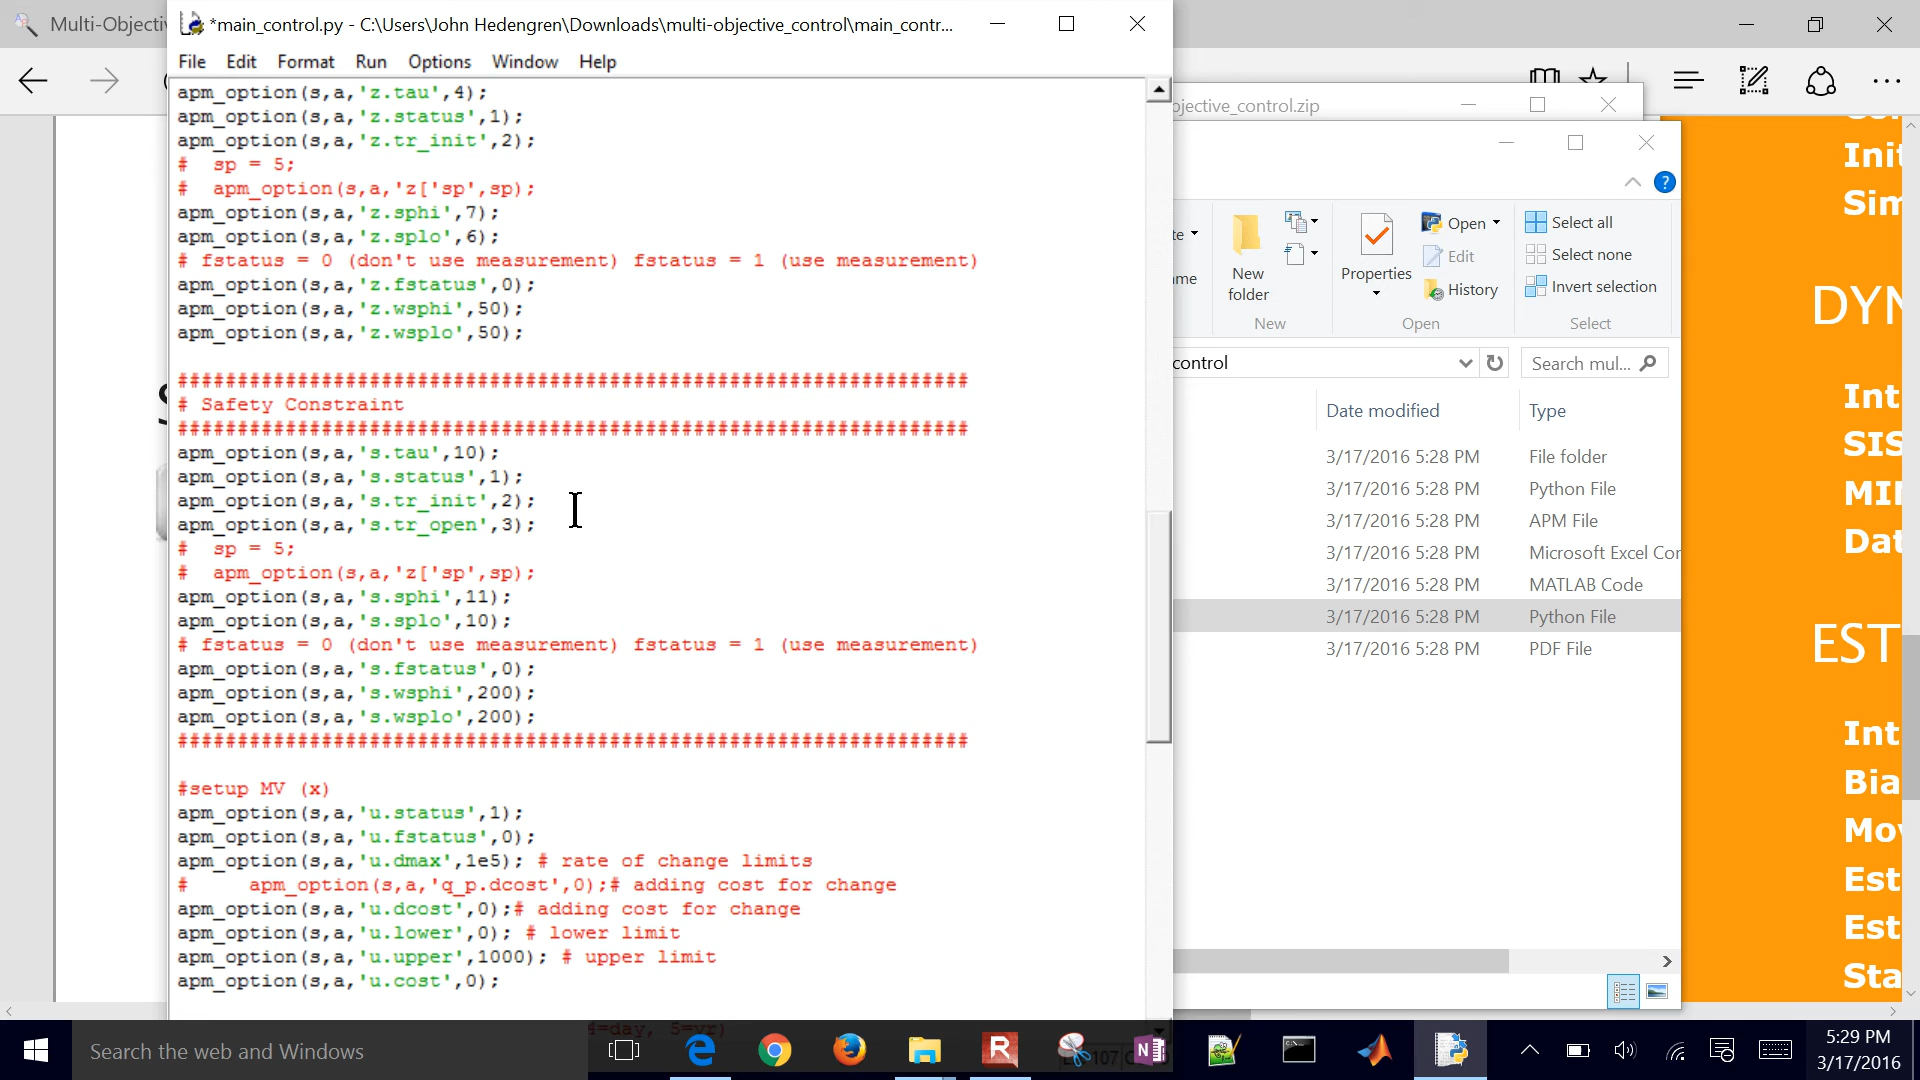 Multi-Objecti
*main_control.py - C:\Users\John Hedengren\Downloads\multi-objective_control\main_contr...
File Edit Format Run Options Window Help
apm_option(s,a,'z.tau',4);
apm_option(s,a,'z.status',1);
apm_option(s,a,'z.tr_init',2);
#  sp = 5;
#  apm_option(s,a,'z['sp',sp);
apm_option(s,a,'z.sphi',7);
apm_option(s,a,'z.splo',6);
# fstatus = 0 (don't use measurement) fstatus = 1 (use measurement)
apm_option(s,a,'z.fstatus',0);
apm_option(s,a,'z.wsphi',50);
apm_option(s,a,'z.wsplo',50);
##################################################################
# Safety Constraint
##################################################################
apm_option(s,a,'s.tau',10);
apm_option(s,a,'s.status',1);
apm_option(s,a,'s.tr_init',2);
apm_option(s,a,'s.tr_open',3);
#  sp = 5;
#  apm_option(s,a,'z['sp',sp);
apm_option(s,a,'s.sphi',11);
apm_option(s,a,'s.splo',10);
# fstatus = 0 (don't use measurement) fstatus = 1 (use measurement)
apm_option(s,a,'s.fstatus',0);
apm_option(s,a,'s.wsphi',200);
apm_option(s,a,'s.wsplo',200);
##################################################################
#setup MV (x)
apm_option(s,a,'u.status',1);
apm_option(s,a,'u.fstatus',0);
apm_option(s,a,'u.dmax',1e5); # rate of change limits
#     apm_option(s,a,'q_p.dcost',0);# adding cost for change
apm_option(s,a,'u.dcost',0);# adding cost for change
apm_option(s,a,'u.lower',0); # lower limit
apm_option(s,a,'u.upper',1000); # upper limit
apm_option(s,a,'u.cost',0);
4=day, 5=yr)
jective_control.zip
te
me
New folder
New
Properties
Open
Edit
History
Open
Select all
Select none
Invert selection
Select
control
Search mul...
Date modified Type
3/17/2016 5:28 PM File folder
3/17/2016 5:28 PM Python File
3/17/2016 5:28 PM APM File
3/17/2016 5:28 PM Microsoft Excel Cor
3/17/2016 5:28 PM MATLAB Code
3/17/2016 5:28 PM Python File
3/17/2016 5:28 PM PDF File
Init
Sim
DYN
Int
SIS
MI
Dat
EST
Int
Bia
Mov
Est
Est
Sta
Search the web and Windows
5:29 PM
3/17/2016